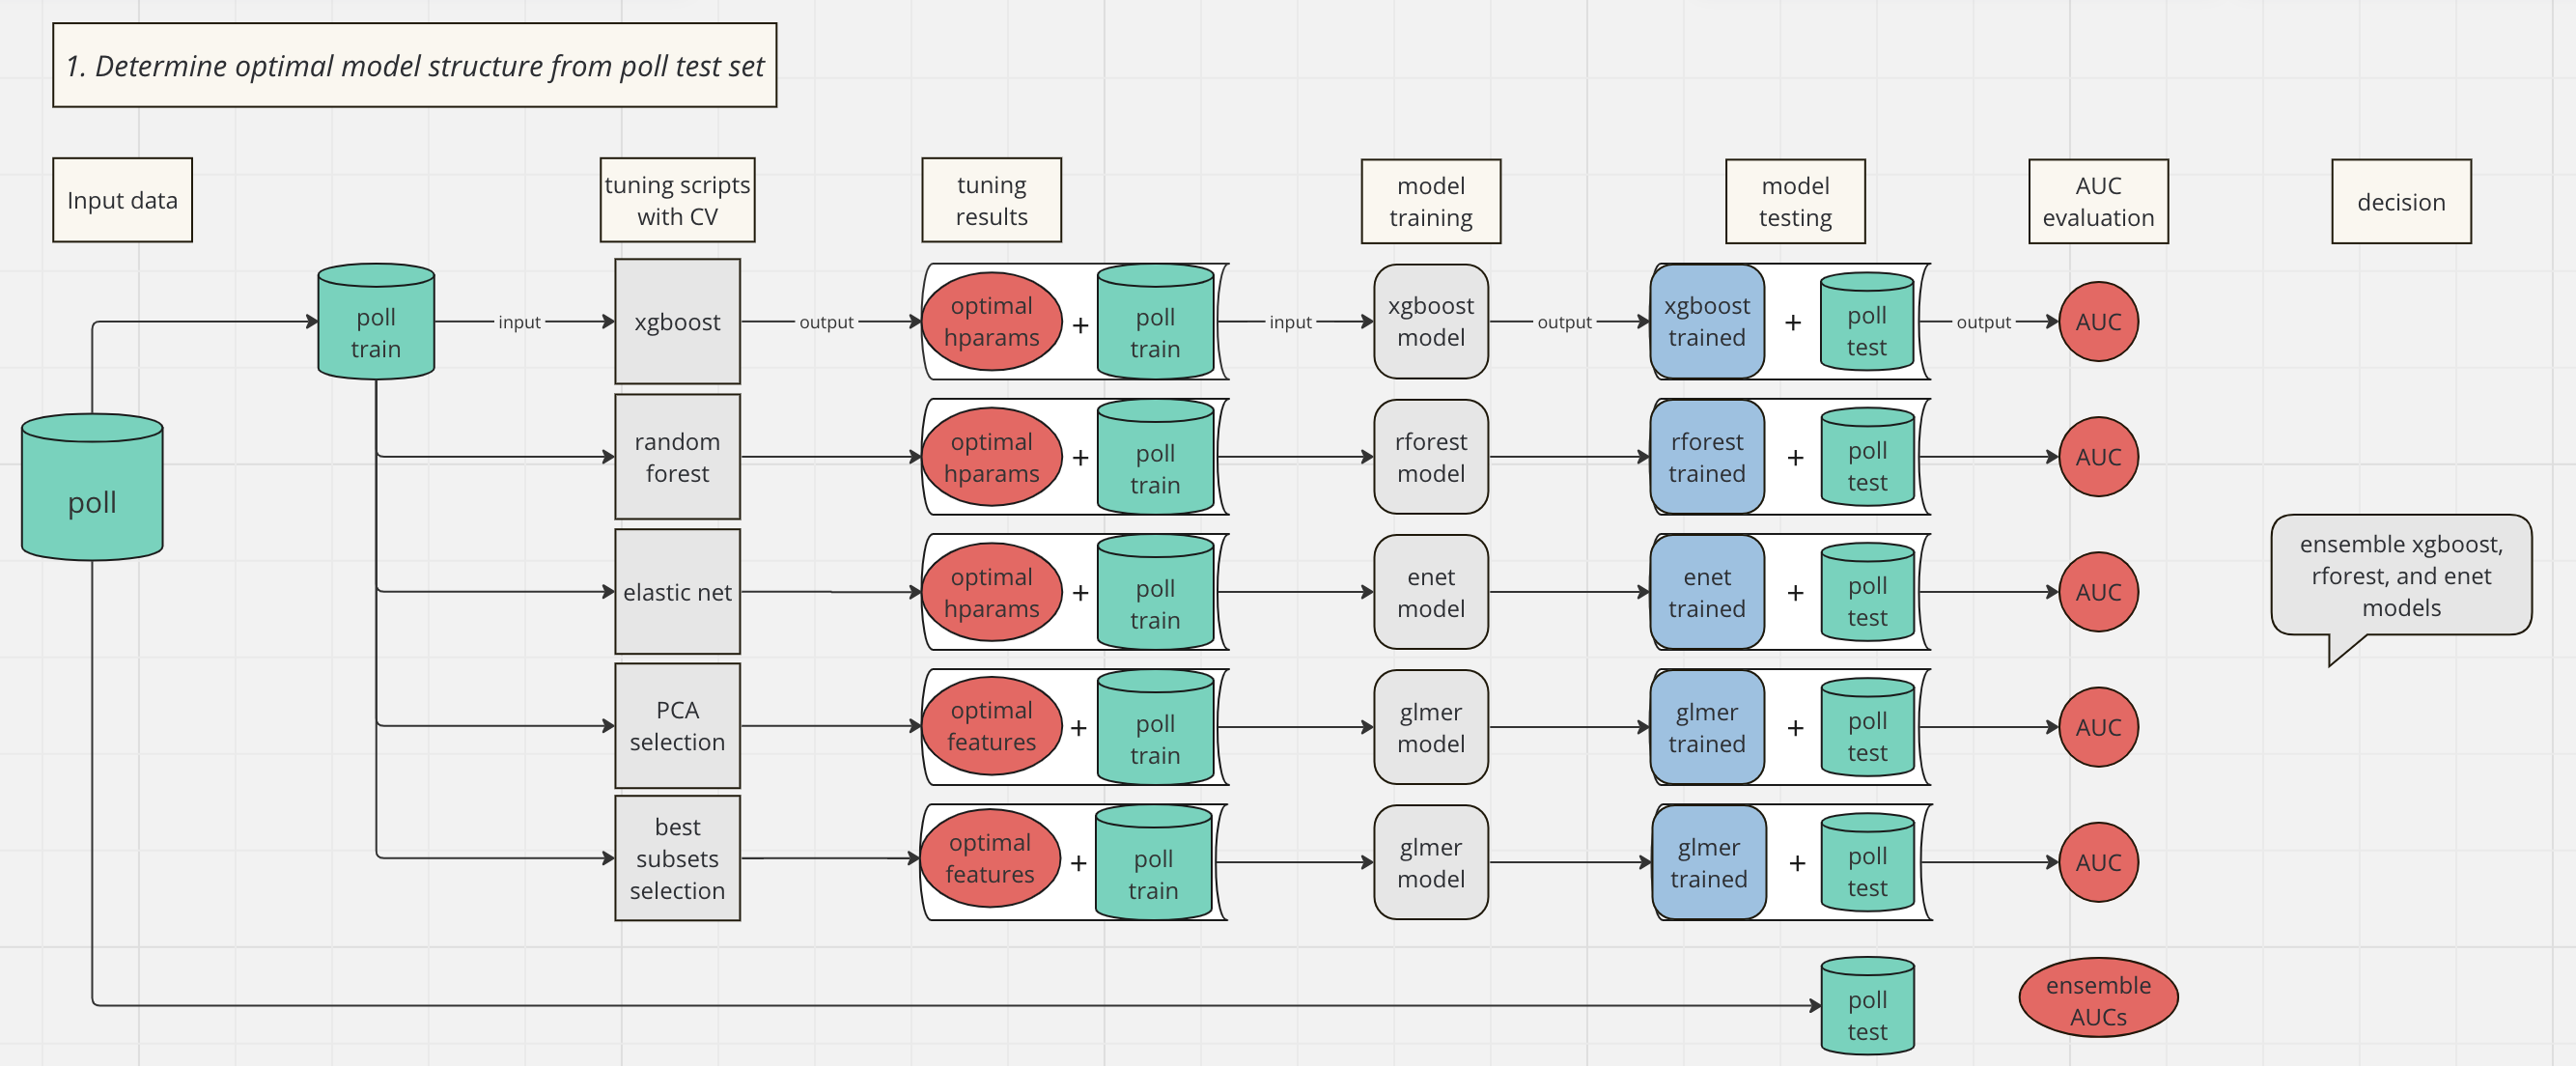 1. Determine optimal model structure from poll test set
Input data
tuning scripts
with CV
tuning
results
model
training
model
testing
AUC
evaluation
decision
poll
poll
train
input
xgboost
output
optimal
hparams
+
poll
train
input
xgboost
model
output
xgboost
trained
+
poll
test
output
AUC
random
forest
optimal
hparams
+
poll
train
rforest
model
rforest
trained
+
poll
test
AUC
elastic net
optimal
hparams
+
poll
train
enet
model
enet
trained
+
poll
test
AUC
ensemble xgboost,
rforest, and enet
models
PCA
selection
optimal
features
+
poll
train
glmer
model
glmer
trained
+
poll
test
AUC
best
subsets
selection
optimal
features
+
poll
train
glmer
model
glmer
trained
+
poll
test
AUC
poll
test
ensemble
AUCs